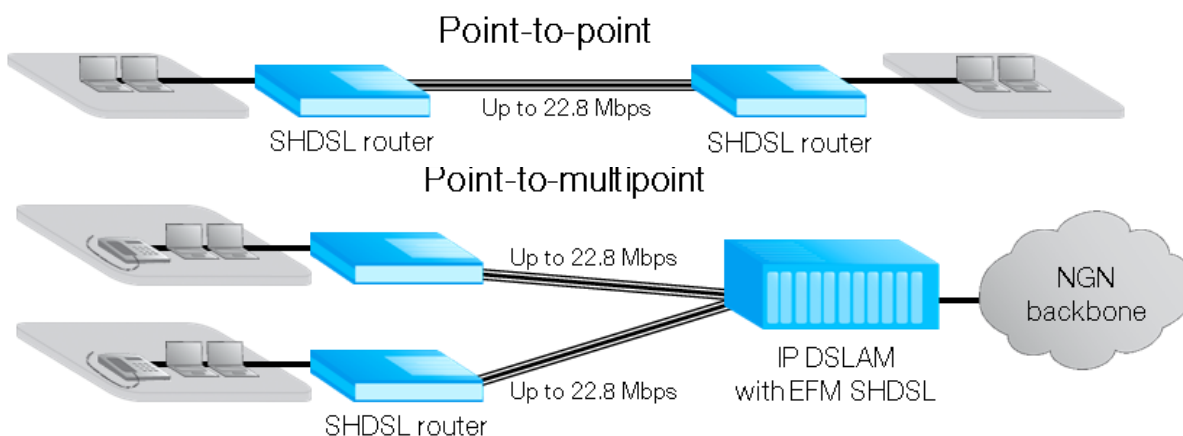 Point-to-point
Up to 22.8 Mbps
SHDSL router
SHDSL router
Point-to-multipoint
Up to 22.8 Mbps
NGN
backbone
IP DSLAM
with EFM SHDSL
Up to 22.8 Mbps
SHDSL router